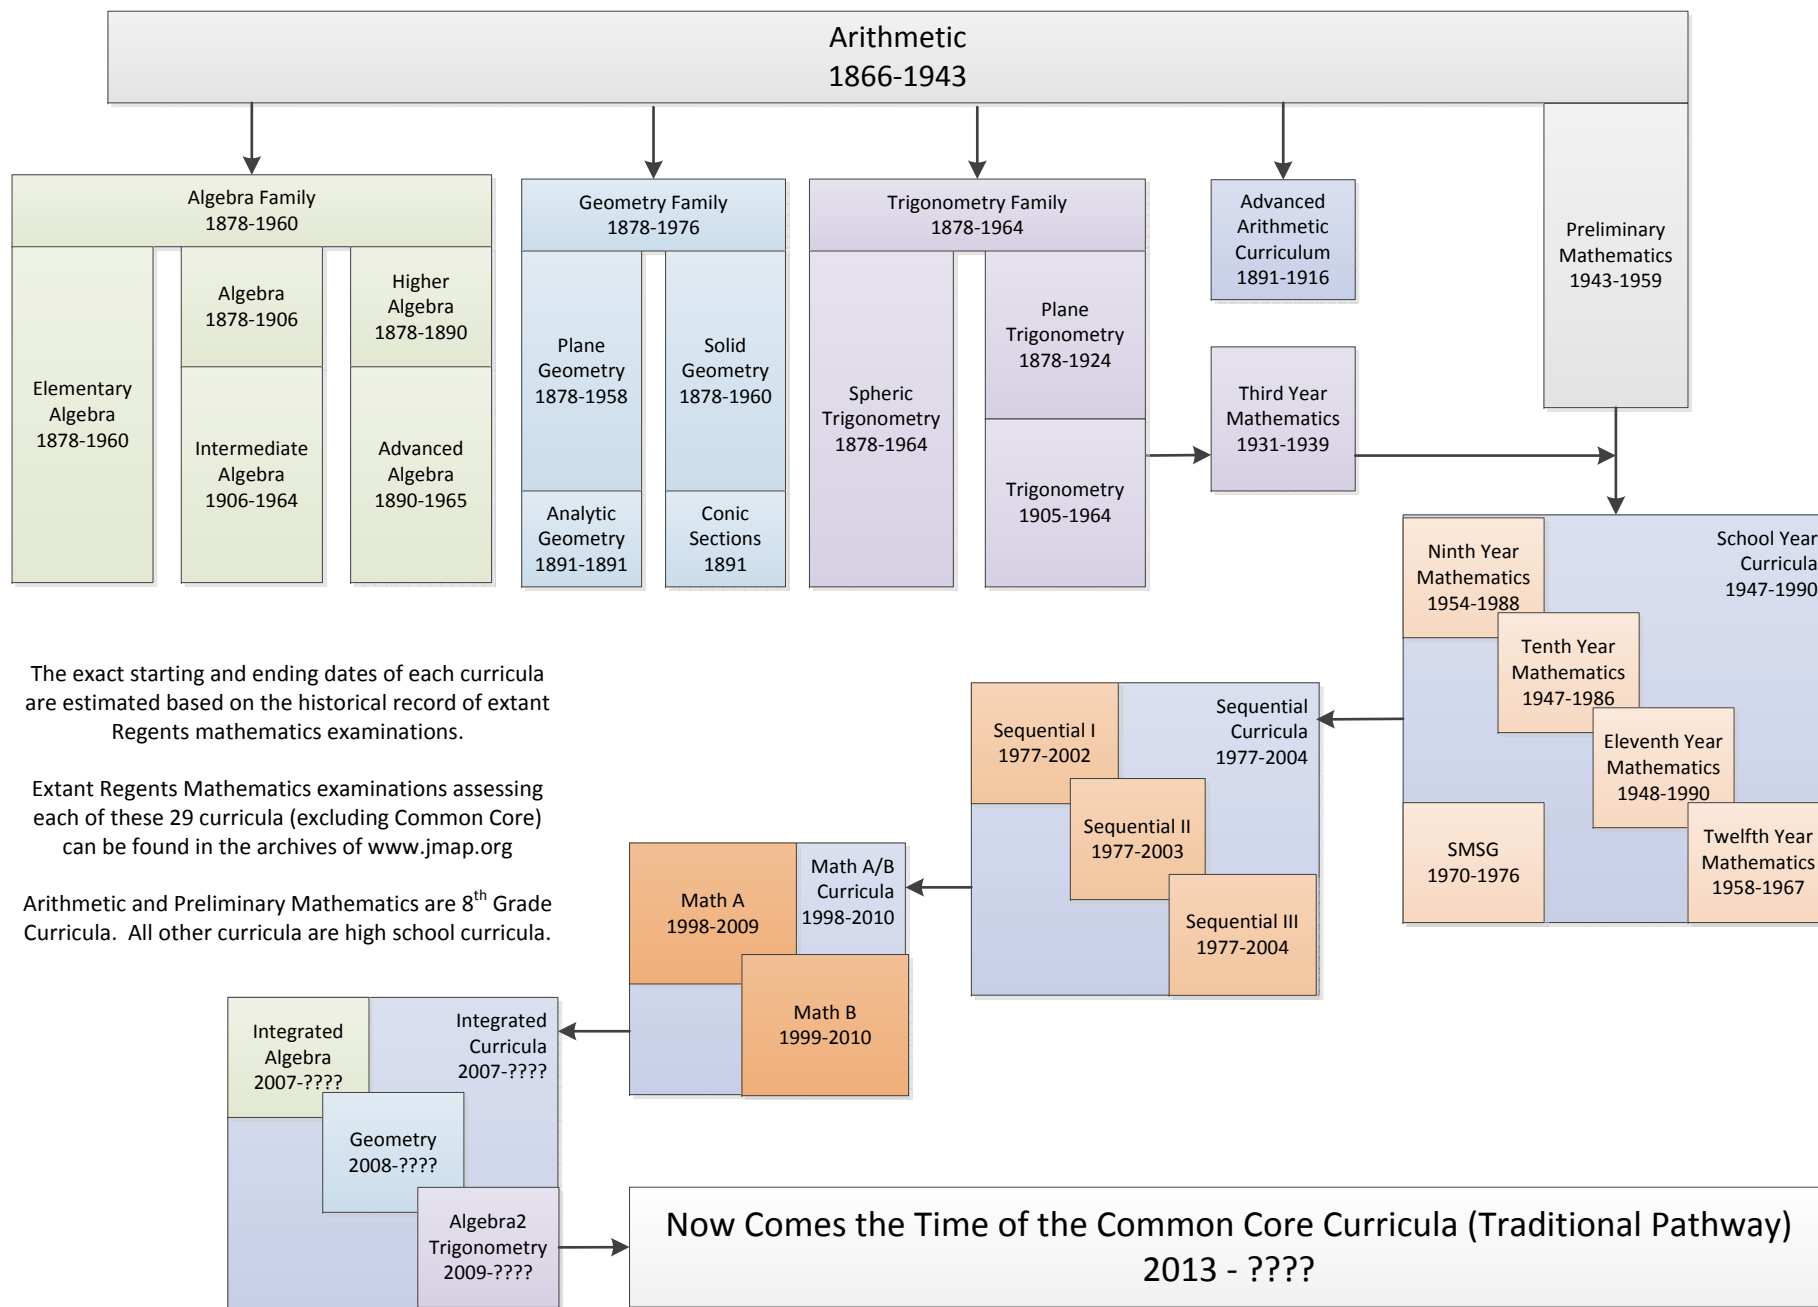 Arithmetic
1866-1943
Algebra Family
1878-1960
Elementary
Algebra
1878-1960
Algebra
1878-1906
Intermediate
Algebra
1906-1964
Higher
Algebra
1878-1890
Advanced
Algebra
1890-1965
Geometry Family
1878-1976
Plane
Geometry
1878-1958
Analytic
Geometry
1891-1891
Solid
Geometry
1878-1960
Conic
Sections
1891
Trigonometry Family
1878-1964
Spheric
Trigonometry
1878-1964
Plane
Trigonometry
1878-1924
Trigonometry
1905-1964
Advanced
Arithmetic
Curriculum
1891-1916
Third Year
Mathematics
1931-1939
Preliminary
Mathematics
1943-1959
School Year
Curricula
1947-1990
Ninth Year
Mathematics
1954-1988
Tenth Year
Mathematics
1947-1986
Eleventh Year
Mathematics
1948-1990
Twelfth Year
Mathematics
1958-1967
SMSG
1970-1976
The exact starting and ending dates of each curricula
are estimated based on the historical record of extant
Regents mathematics examinations.
Extant Regents Mathematics examinations assessing
each of these 29 curricula (excluding Common Core)
can be found in the archives of www.jmap.org
Arithmetic and Preliminary Mathematics are 8th Grade
Curricula.  All other curricula are high school curricula.
Sequential
Curricula
1977-2004
Sequential I
1977-2002
Sequential II
1977-2003
Sequential III
1977-2004
Math A/B
Curricula
1998-2010
Math A
1998-2009
Math B
1999-2010
Integrated
Curricula
2007-????
Integrated
Algebra
2007-????
Geometry
2008-????
Algebra2
Trigonometry
2009-????
Now Comes the Time of the Common Core Curricula (Traditional Pathway)
2013 - ????